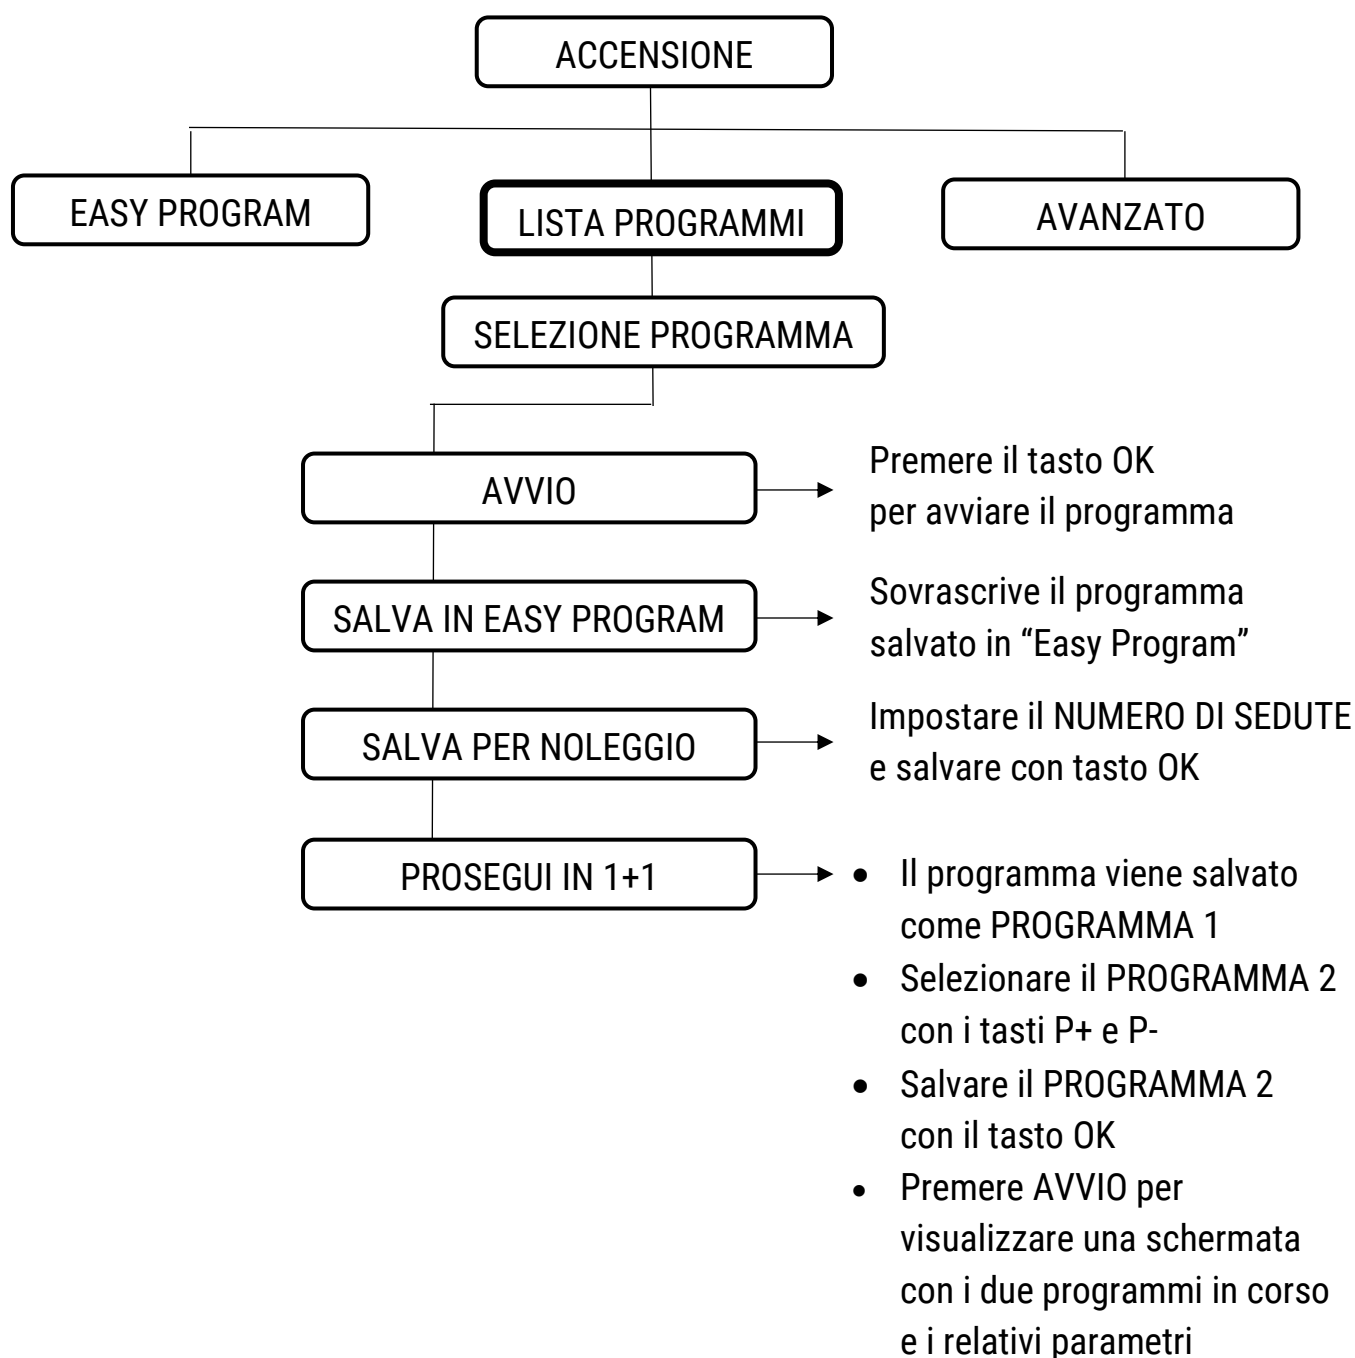 ACCENSIONE
EASY PROGRAM
LISTA PROGRAMMI
AVANZATO
SELEZIONE PROGRAMMA
AVVIO
Premere il tasto OK
per avviare il programma
SALVA IN EASY PROGRAM
Sovrascrive il programma
salvato in “Easy Program”
SALVA PER NOLEGGIO
Impostare il NUMERO DI SEDUTE
e salvare con tasto OK
PROSEGUI IN 1+1
• Il programma viene salvato
come PROGRAMMA 1
• Selezionare il PROGRAMMA 2
con i tasti P+ e P-
• Salvare il PROGRAMMA 2
con il tasto OK
• Premere AVVIO per
visualizzare una schermata
con i due programmi in corso
e i relativi parametri